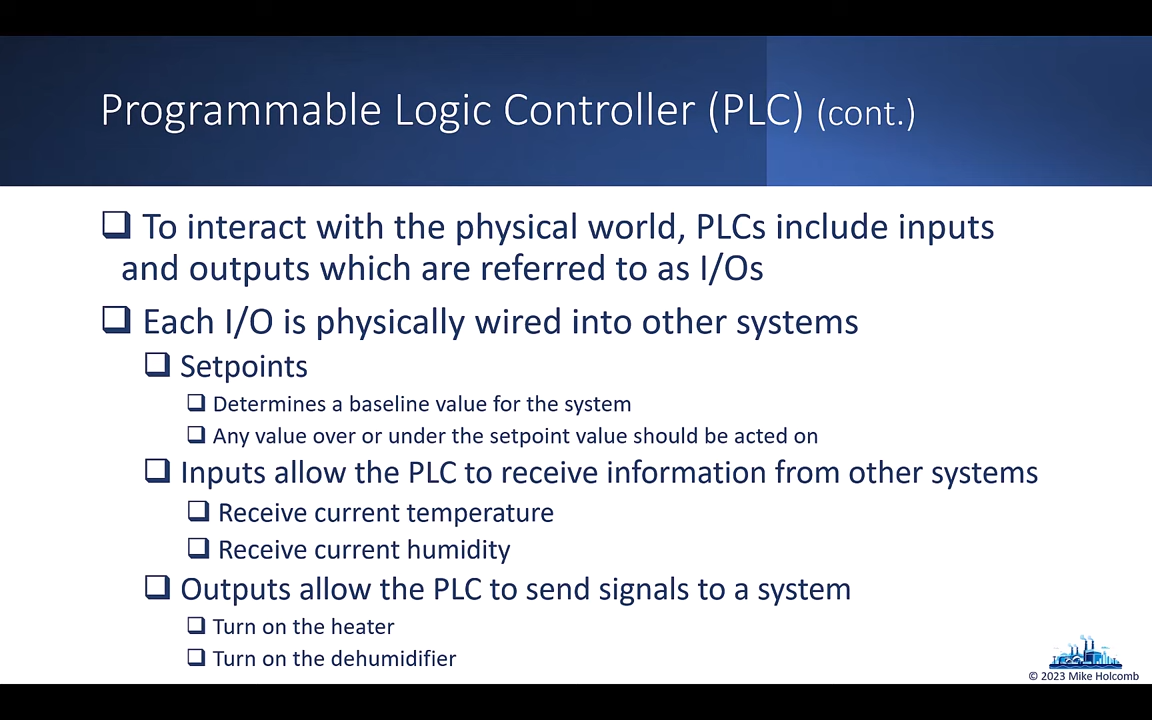 Programmable Logic Controller (PLC) (cont.)
To interact with the physical world, PLCs include inputs
and outputs which are referred to as I/Os
Each I/O is physically wired into other systems
Setpoints
Determines a baseline value for the system
Any value over or under the setpoint value should be acted on
Inputs allow the PLC to receive information from other systems
Receive current temperature
Receive current humidity
Outputs allow the PLC to send signals to a system
Turn on the heater
Turn on the dehumidifier
© 2023 Mike Holcomb